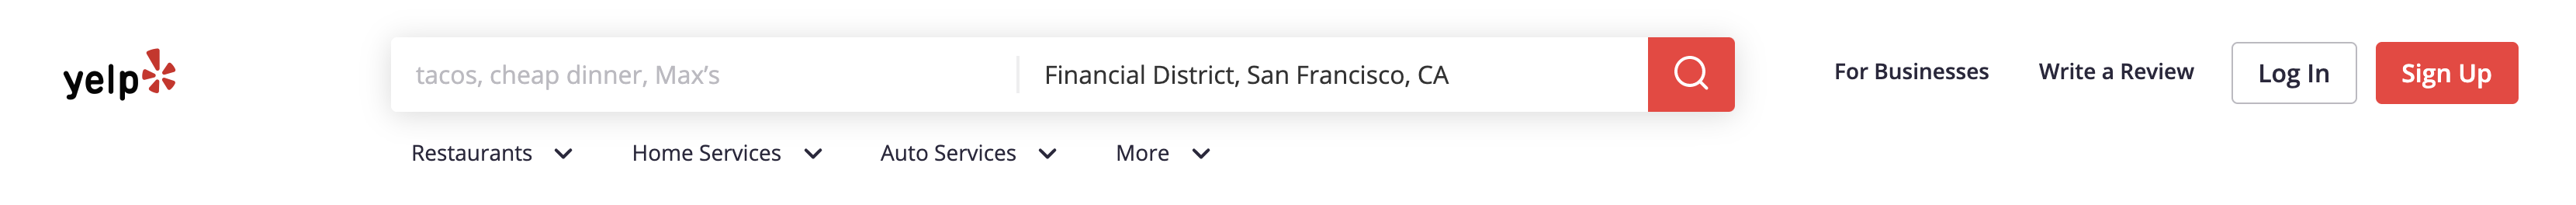 yelp
tacos, cheap dinner, Max’s
Financial District, San Francisco, CA
For Businesses
Write a Review
Log In
Sign Up
Restaurants
Home Services
Auto Services
More